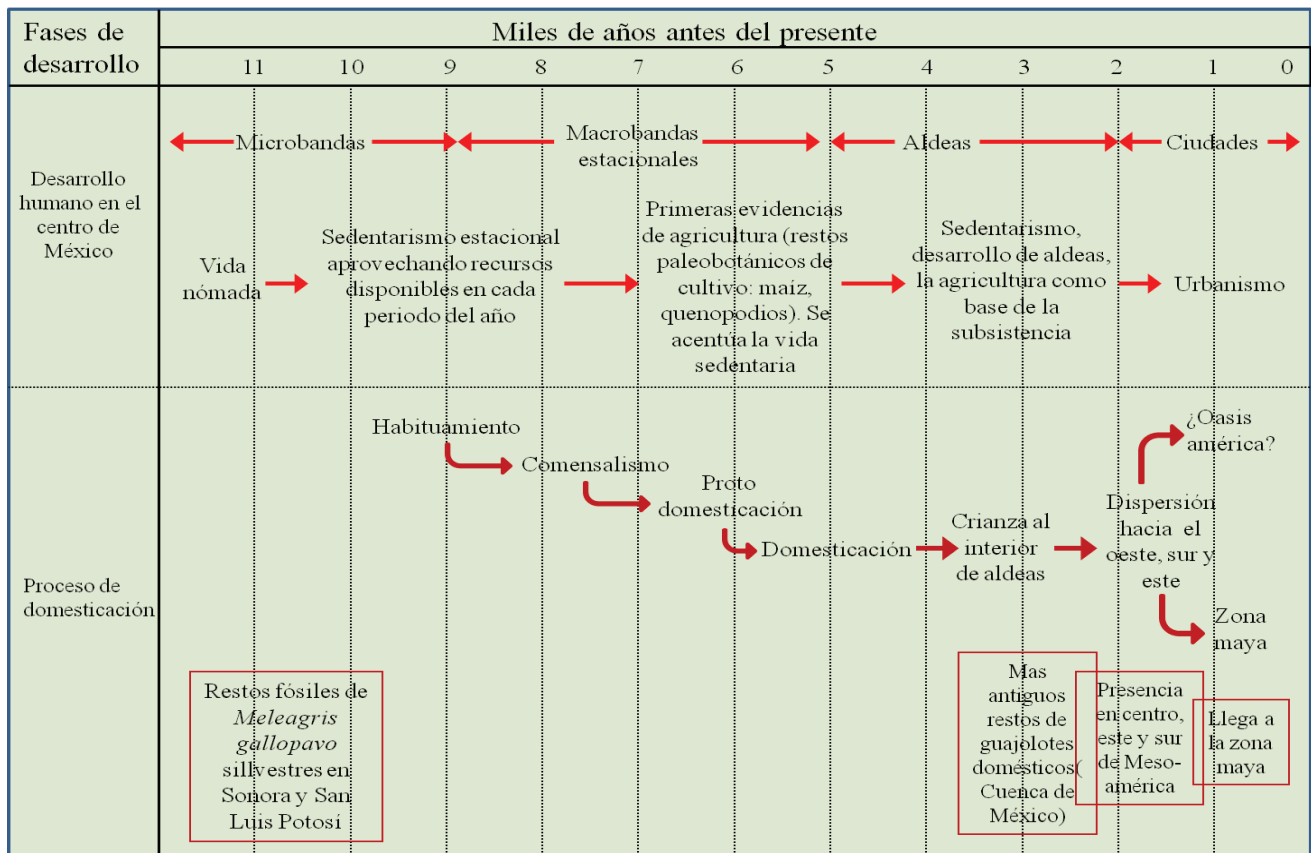 Fases de
desarrollo
Miles de años antes del presente
11 10 9 8 7 6 5 4 3 2 1 0
Desarrollo
humano en el
centro de
México
Microbandas
Macrobandas
estacionales
Aldeas
Ciudades
Vida
nómada
Sedentarismo estacional
aprovechando recursos
disponibles en cada
periodo del año
Primeras evidencias
de agricultura (restos
paleobotánicos de
cultivo: maíz,
quenopodios). Se
acentúa la vida
sedentaria
Sedentarismo,
desarrollo de aldeas,
la agricultura como
base de la
subsistencia
Urbanismo
Proceso de
domesticación
Habituamiento
Comensalismo
Proto
domesticación
Domesticación
Crianza al
interior
de aldeas
Dispersión
hacia el
oeste, sur y
este
¿Oasis
américa?
Zona
maya
Restos fósiles de
Meleagris
gallopavo
sillvestres en
Sonora y San
Luis Potosí
Mas
antiguos
restos de
guajolotes
domésticos(
Cuenca de
México)
Presencia
en centro,
este y sur
de Meso-
américa
Llega a
la zona
maya